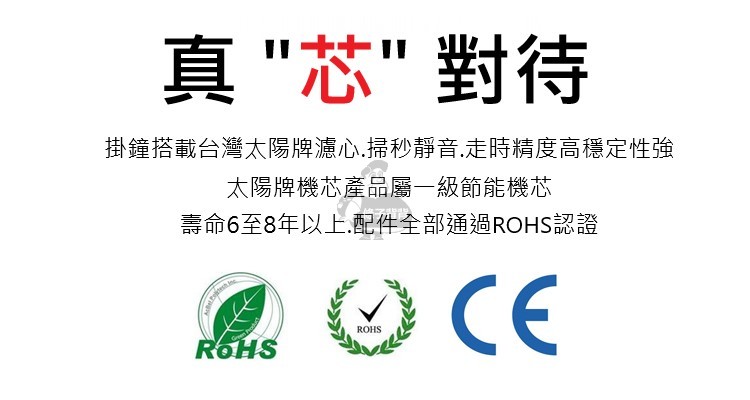 真 "芯" 對待
掛鐘搭載台灣太陽牌濾心.掃秒靜音.走時精度高穩定性強
太陽牌機芯產品屬一級節能機芯
壽命6至8年以上.配件全部通過ROHS認證
RoHS
ROHS
CE